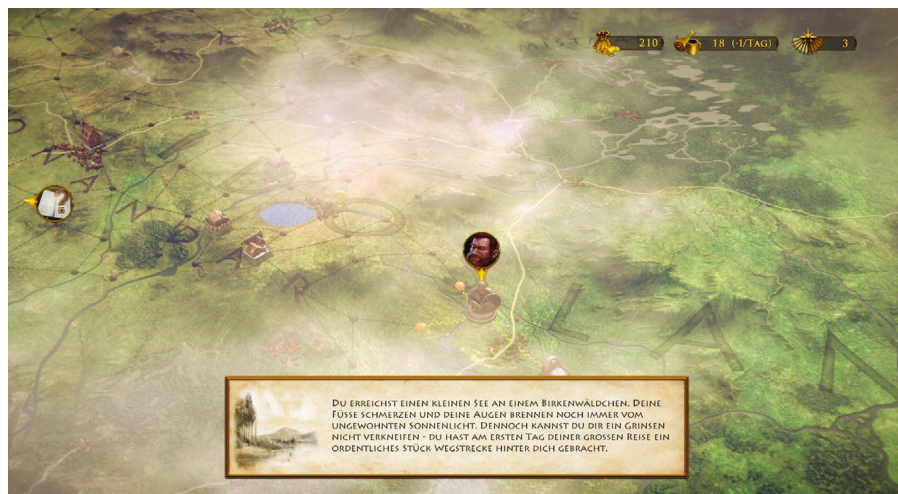 210
18 (-1/Tag)
3
Du erreichst einen kleinen See an einem Birkenwäldchen. Deine
Füsse schmerzen und deine Augen brennen noch immer vom
ungewohnten Sonnenlicht. Dennoch kannst du dir ein Grinsen
nicht verkneifen - du hast am ersten Tag deiner grossen Reise ein
ordentliches Stück Wegstrecke hinter dich gebracht.